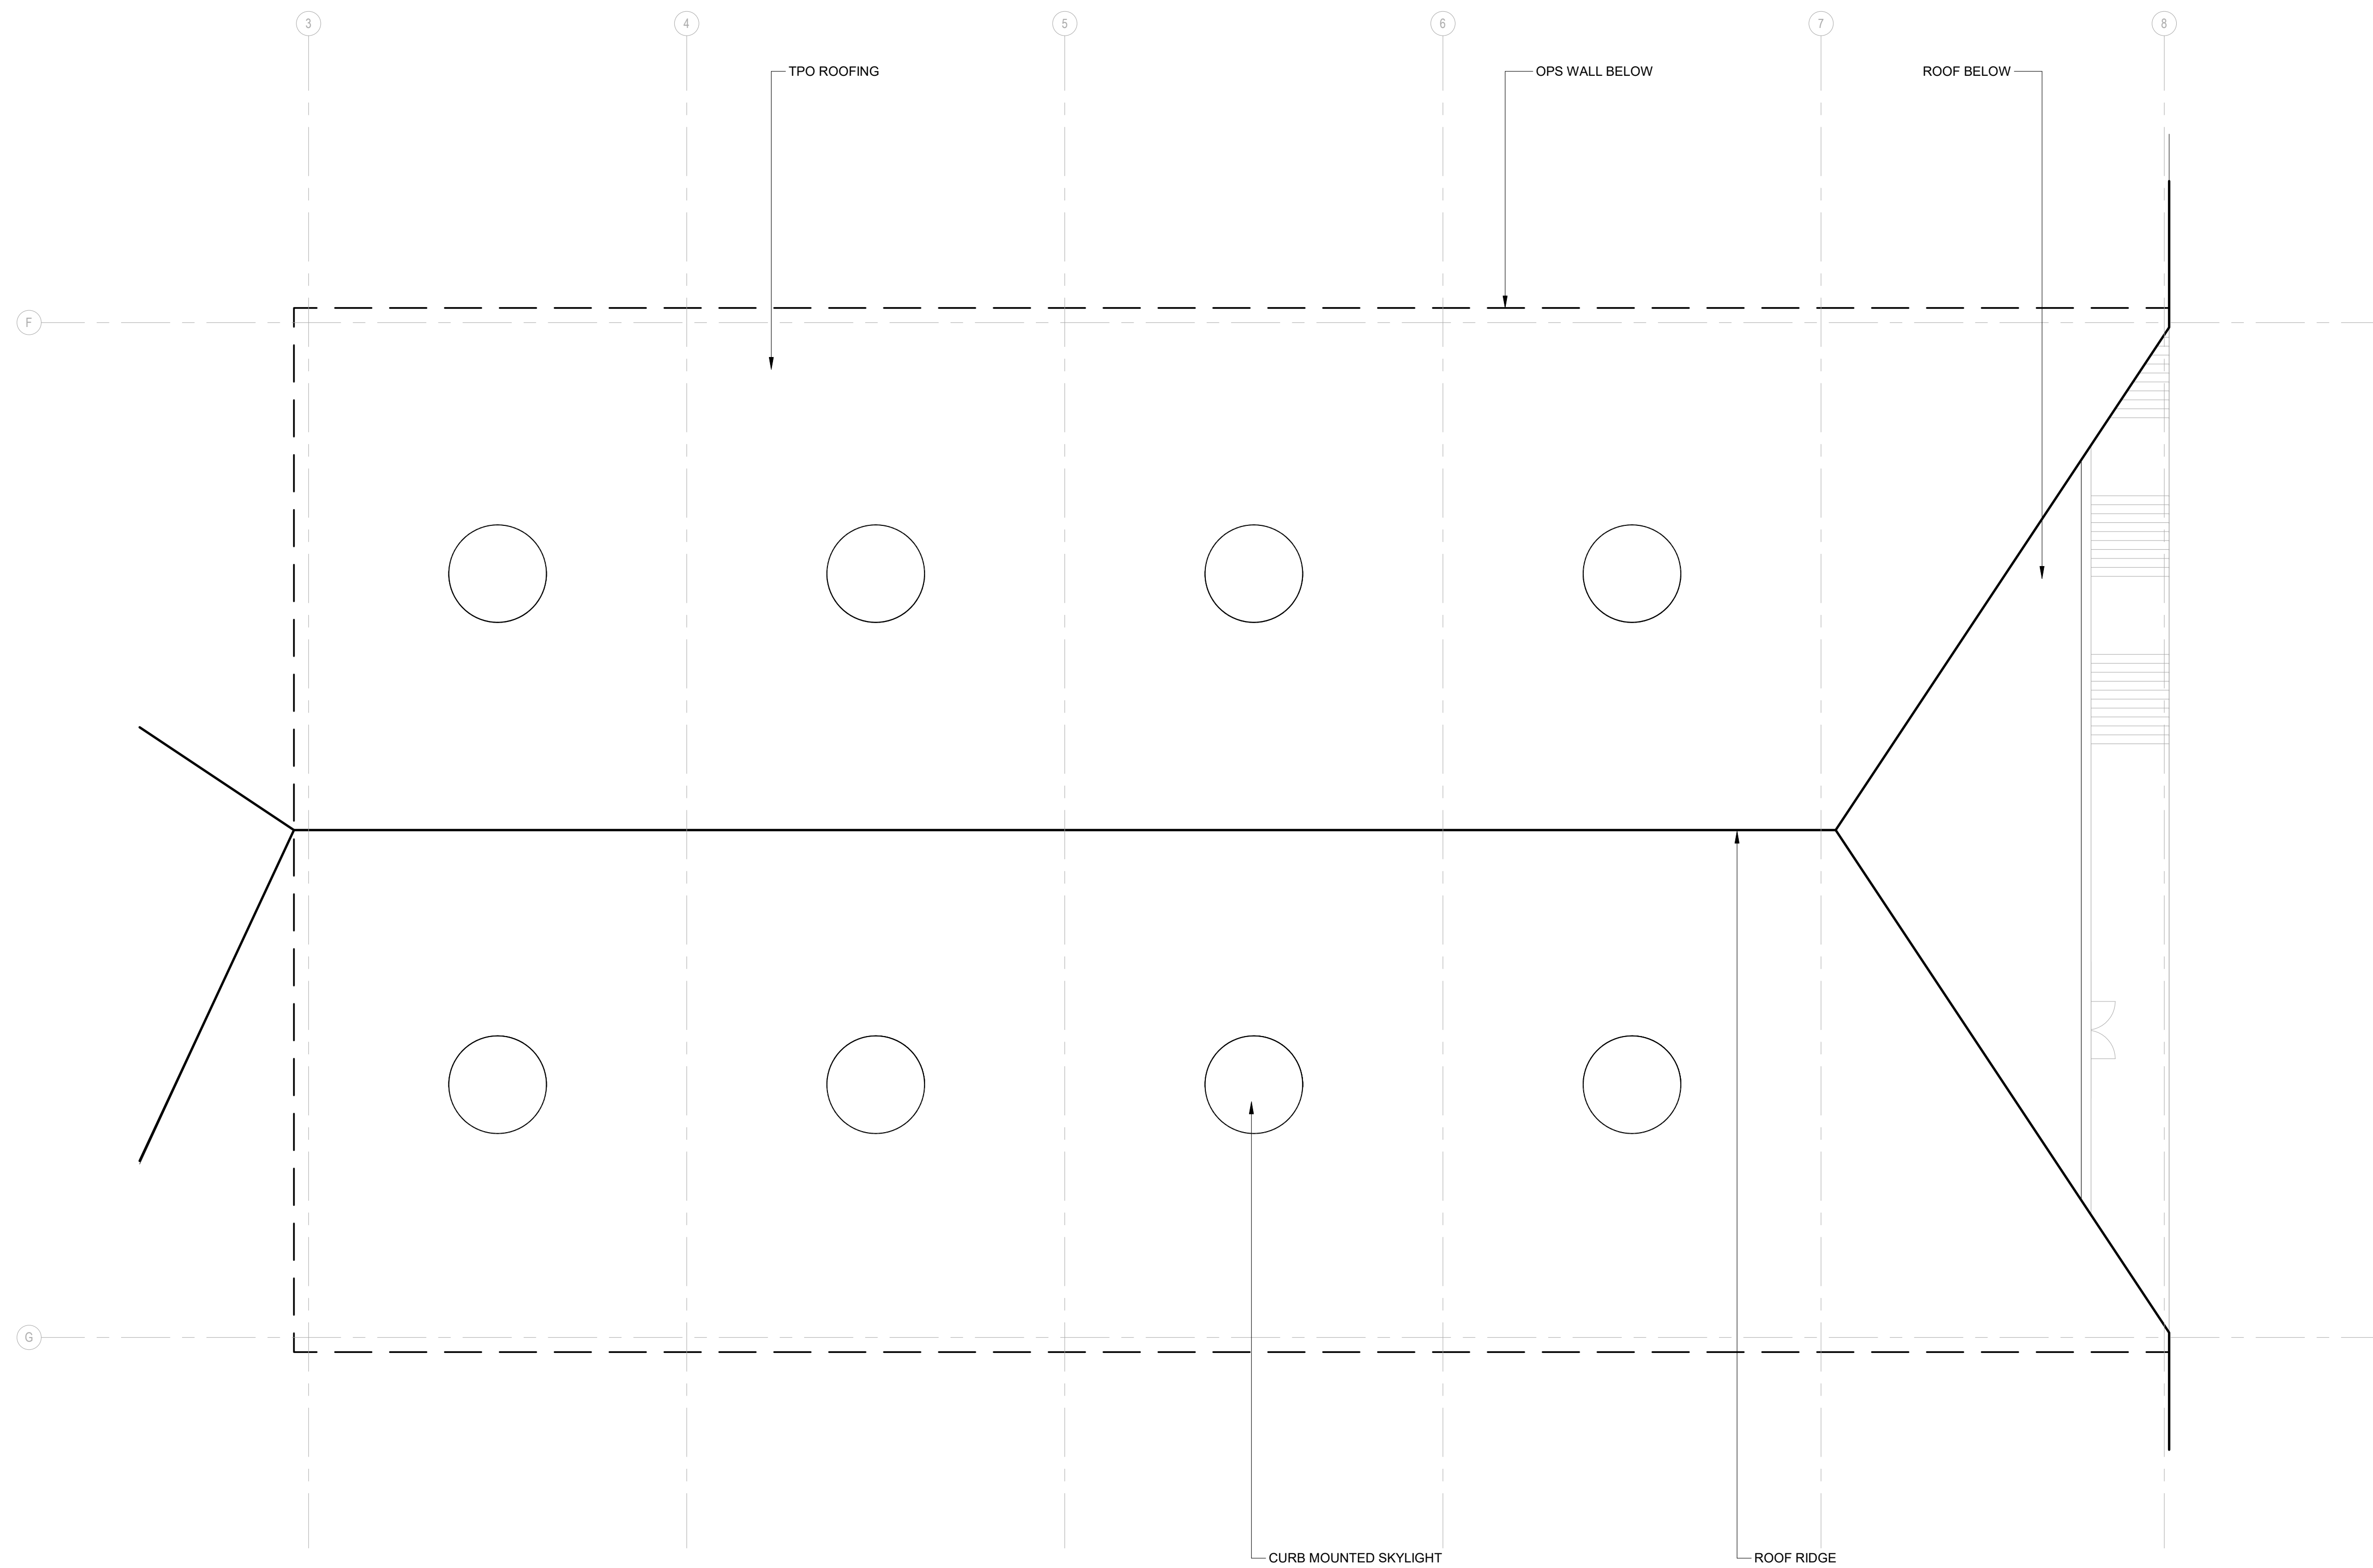 3
4
5
6
7
8
TPO ROOFING
OPS WALL BELOW
ROOF BELOW
F
G
CURB MOUNTED SKYLIGHT
ROOF RIDGE